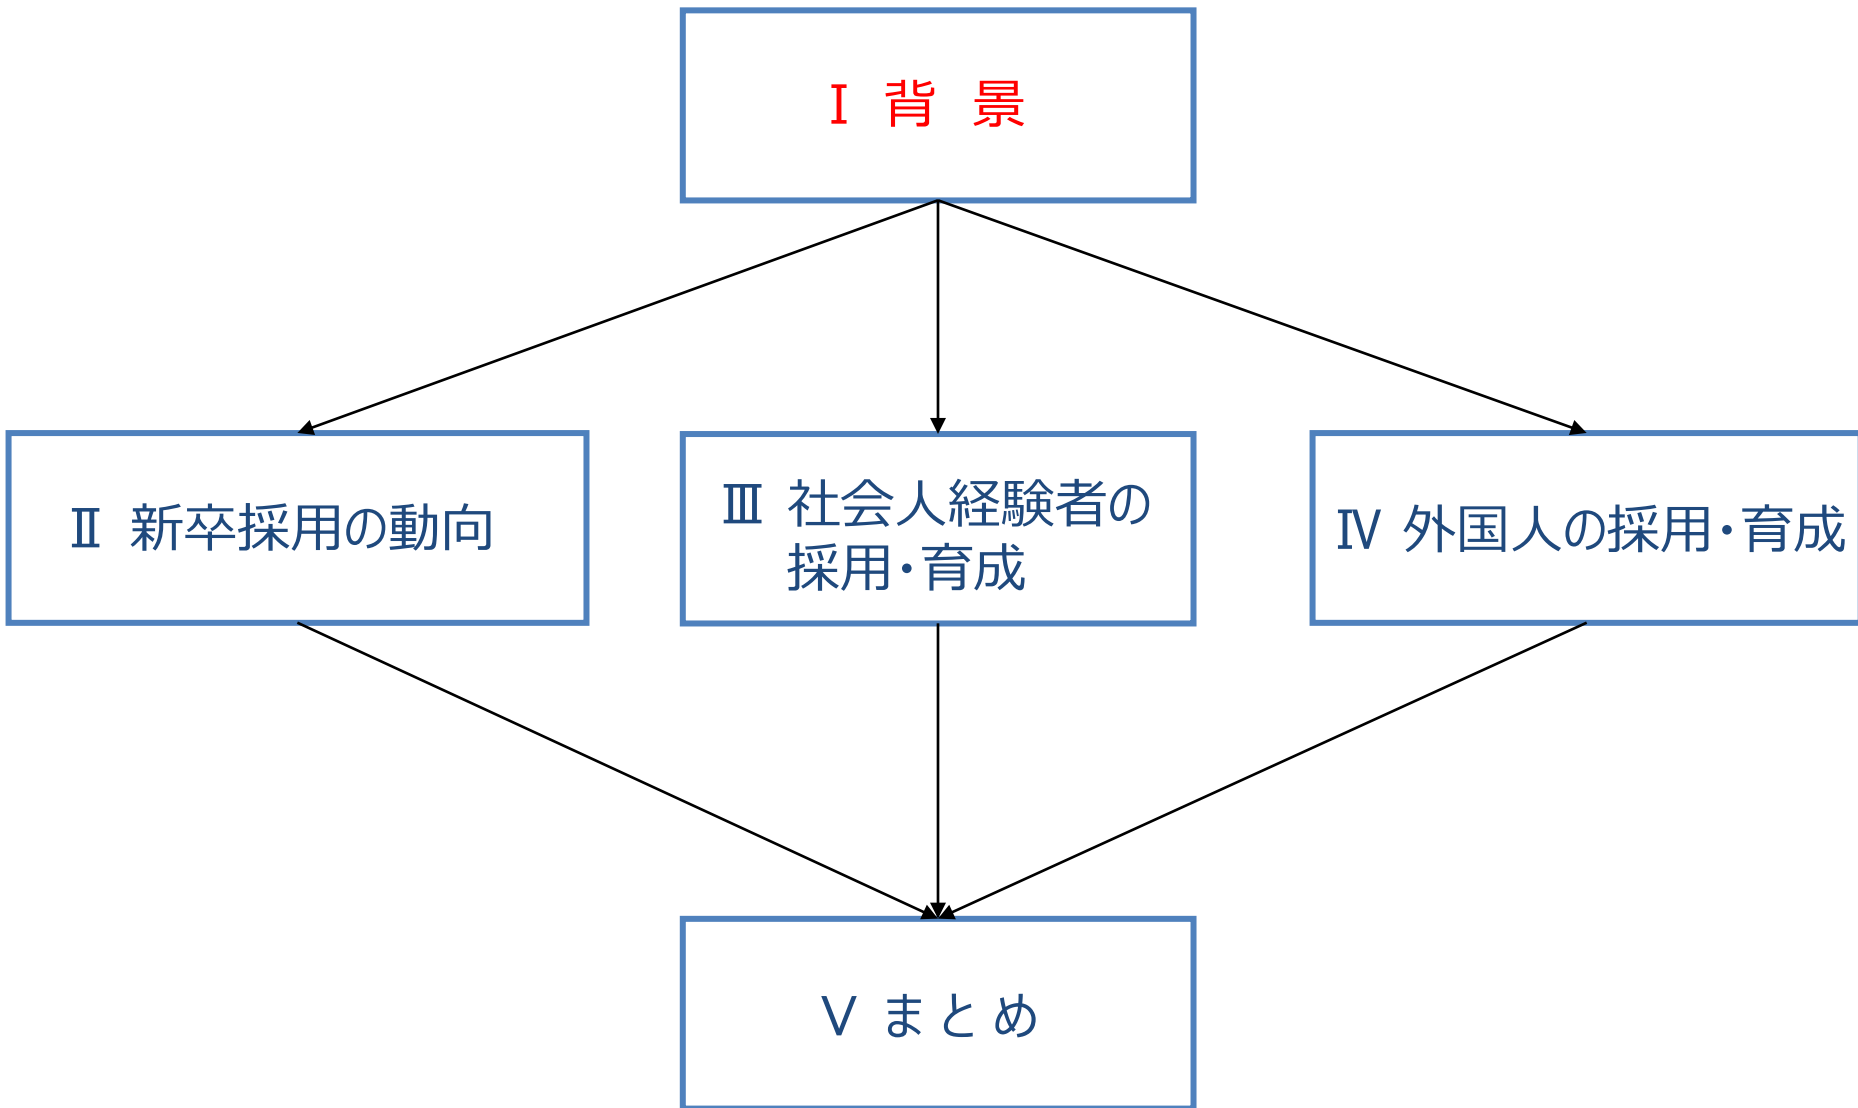 Ⅰ 背 景
Ⅱ 新卒採用の動向
Ⅲ 社会人経験者の
採用・育成
Ⅳ 外国人の採用・育成
Ⅴ まとめ